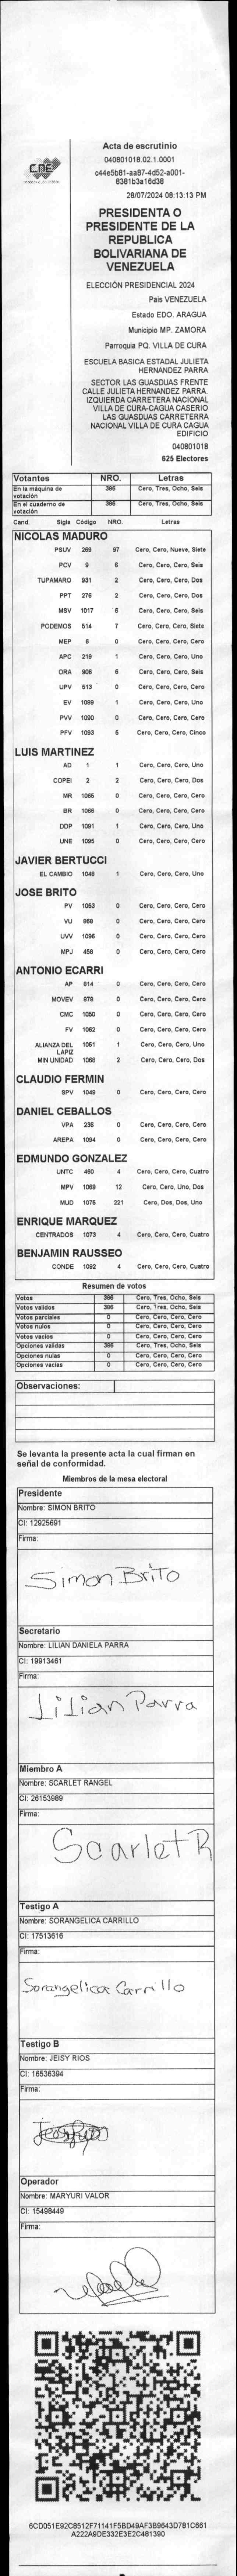 CDE
Acta de escrutinio
040801018.02.1.0001
c44e5b81-aa87-4d52-a001-
8381b3a16d38
28/07/2024 08:13:13 PM
PRESIDENTA O
PRESIDENTE DE LA
REPUBLICA
BOLIVARIANA DE
VENEZUELA
ELECCIÓN PRESIDENCIAL 2024
Pais VENEZUELA
Estado EDO. ARAGUA
Municipio MP. ZAMORA
Parroquia PQ. VILLA DE CURA
ESCUELA BASICA ESTADAL JULIETA
HERNANDEZ PARRA
SECTOR LAS GUASDUAS FRENTE
CALLE JULIETA HERNANDEZ PARRA.
IZQUIERDA CARRETERA NACIONAL
VILLA DE CURA-CAGUA CASERIO
LAS GUASDUAS CARRETERRA
NACIONAL VILLA DE CURA CAGUA
EDIFICIO
040801018
625 Electores
Votantes NRO. Letras
En la máquina de votación 386 Cero, Tres, Ocho, Seis
En el cuaderno de votación 386 Cero, Tres, Ocho, Seis
Cand. Sigla Código NRO. Letras
NICOLAS MADURO
PSUV 269 97 Cero, Cero, Nueve, Siete
PCV 9 6 Cero, Cero, Cero, Seis
TUPAMARO 931 2 Cero, Cero, Cero, Dos
PPT 276 2 Cero, Cero, Cero, Dos
MSV 1017 6 Cero, Cero, Cero, Seis
PODEMOS 514 7 Cero, Cero, Cero, Siete
MEP 6 0 Cero, Cero, Cero, Cero
APC 219 1 Cero, Cero, Cero, Uno
ORA 906 6 Cero, Cero, Cero, Seis
UPV 613 0 Cero, Cero, Cero, Cero
EV 1089 1 Cero, Cero, Cero, Uno
PVV 1090 0 Cero, Cero, Cero, Cero
PFV 1093 5 Cero, Cero, Cero, Cinco
LUIS MARTINEZ
AD 1 1 Cero, Cero, Cero, Uno
COPEI 2 2 Cero, Cero, Cero, Dos
MR 1065 0 Cero, Cero, Cero, Cero
BR 1066 0 Cero, Cero, Cero, Cero
DDP 1091 1 Cero, Cero, Cero, Uno
UNE 1095 0 Cero, Cero, Cero, Cero
JAVIER BERTUCCI
EL CAMBIO 1048 1 Cero, Cero, Cero, Uno
JOSE BRITO
PV 1053 0 Cero, Cero, Cero, Cero
VU 968 0 Cero, Cero, Cero, Cero
UVV 1096 0 Cero, Cero, Cero, Cero
MPJ 458 0 Cero, Cero, Cero, Cero
ANTONIO ECARRI
AP 814 0 Cero, Cero, Cero, Cero
MOVEV 979 0 Cero, Cero, Cero, Cero
CMC 1050 0 Cero, Cero, Cero, Cero
FV 1062 0 Cero, Cero, Cero, Cero
ALIANZA DEL LAPIZ 1051 1 Cero, Cero, Cero, Uno
MIN UNIDAD 1068 2 Cero, Cero, Cero, Dos
CLAUDIO FERMIN
SPV 1049 0 Cero, Cero, Cero, Cero
DANIEL CEBALLOS
VPA 236 0 Cero, Cero, Cero, Cero
AREPA 1094 0 Cero, Cero, Cero, Cero
EDMUNDO GONZALEZ
UNTC 460 4 Cero, Cero, Cero, Cuatro
MPV 1069 12 Cero, Cero, Uno, Dos
MUD 1075 221 Cero, Dos, Dos, Uno
ENRIQUE MARQUEZ
CENTRADOS 1073 4 Cero, Cero, Cero, Cuatro
BENJAMIN RAUSSEO
CONDE 1092 4 Cero, Cero, Cero, Cuatro
Resumen de votos
Votos 386 Cero, Tres, Ocho, Seis
Votos validos 386 Cero, Tres, Ocho, Seis
Votos parciales 0 Cero, Cero, Cero, Cero
Votos nulos 0 Cero, Cero, Cero, Cero
Votos vacios 0 Cero, Cero, Cero, Cero
Opciones validas 386 Cero, Tres, Ocho, Seis
Opciones nulas 0 Cero, Cero, Cero, Cero
Opciones vacias 0 Cero, Cero, Cero, Cero
Observaciones:
Se levanta la presente acta la cual firman en
señal de conformidad.
Miembros de la mesa electoral
Presidente
Nombre: SIMON BRITO
CI: 12925691
Firma:
Simon Brito
Secretario
Nombre: LILIAN DANIELA PARRA
CI: 19913461
Firma:
Lilian Parra
Miembro A
Nombre: SCARLET RANGEL
CI: 26153989
Firma:
Scarlet R
Testigo A
Nombre: SORANGELICA CARRILLO
CI: 17513616
Firma:
Sorangelica Carrillo
Testigo B
Nombre: JEISY RIOS
CI: 16536394
Firma:
Operador
Nombre: MARYURI VALOR
CI: 15498449
Firma:
6CD051E92C8512F71141F5BD49AF3B9643D781C661
A222A9DE332E3E2C481390